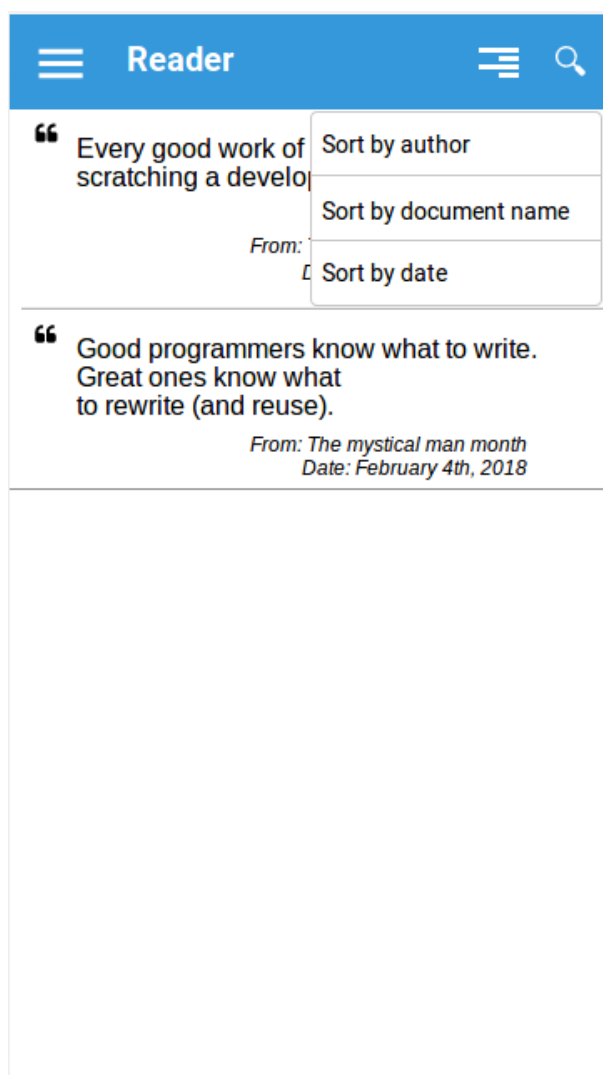 Reader
Every good work of
scratching a
Sort by author
Sort by document name
Sort by date
From:
Good programmers know what to write.
Great ones know what
to rewrite (and reuse).
From: The mystical man month
Date: February 4th, 2018